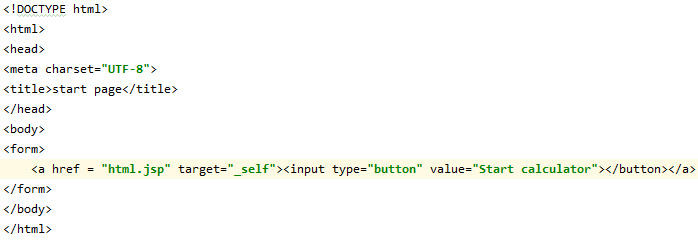 <!DOCTYPE html>
<html>
<head>
<meta charset="UTF-8">
<title>start page</title>
</head>
<body>
<form>
    <a href = "html.jsp" target="_self"><input type="button" value="Start calculator"></button></a>
</form>
</body>
</html>